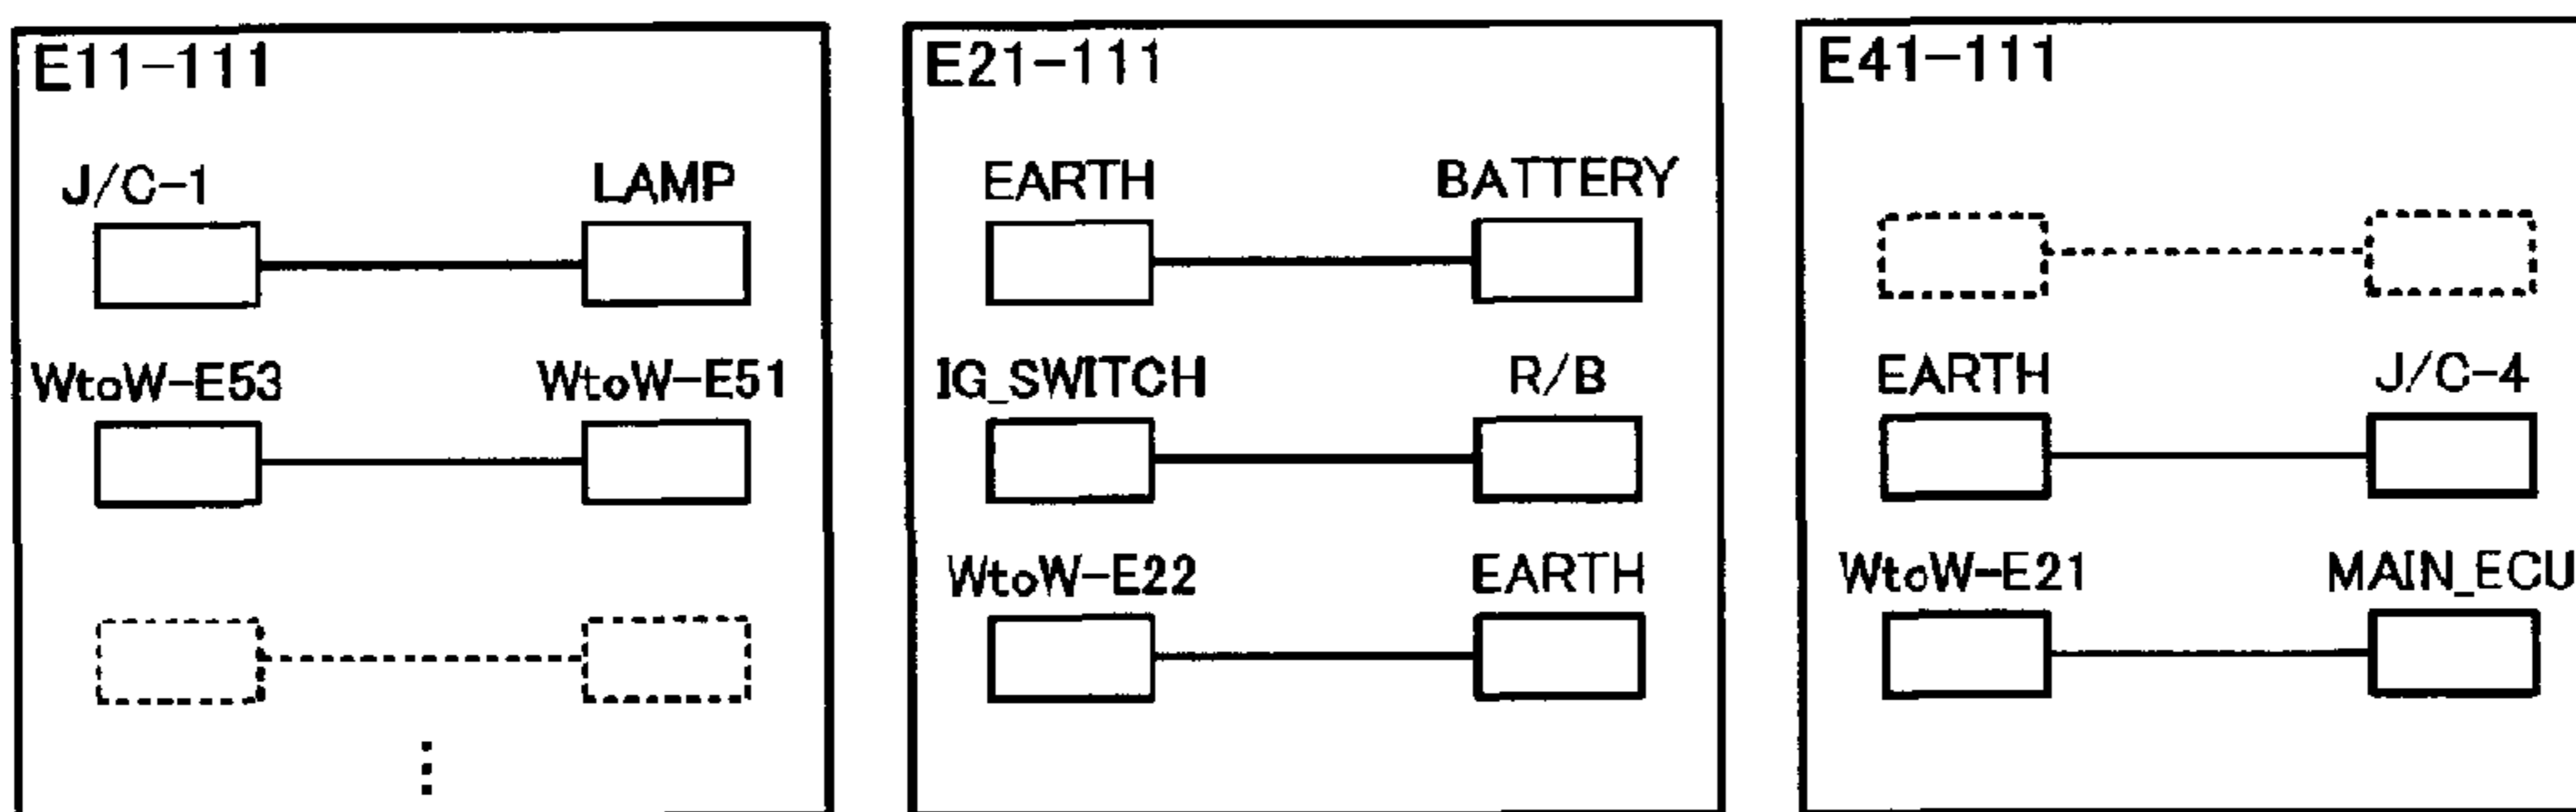 E11-111
J/C-1 LAMP
WtoW-E53 WtoW-E51
E21-111
EARTH BATTERY
IG_SWITCH R/B
WtoW-E22 EARTH
E41-111
EARTH J/C-4
WtoW-E21 MAIN_ECU